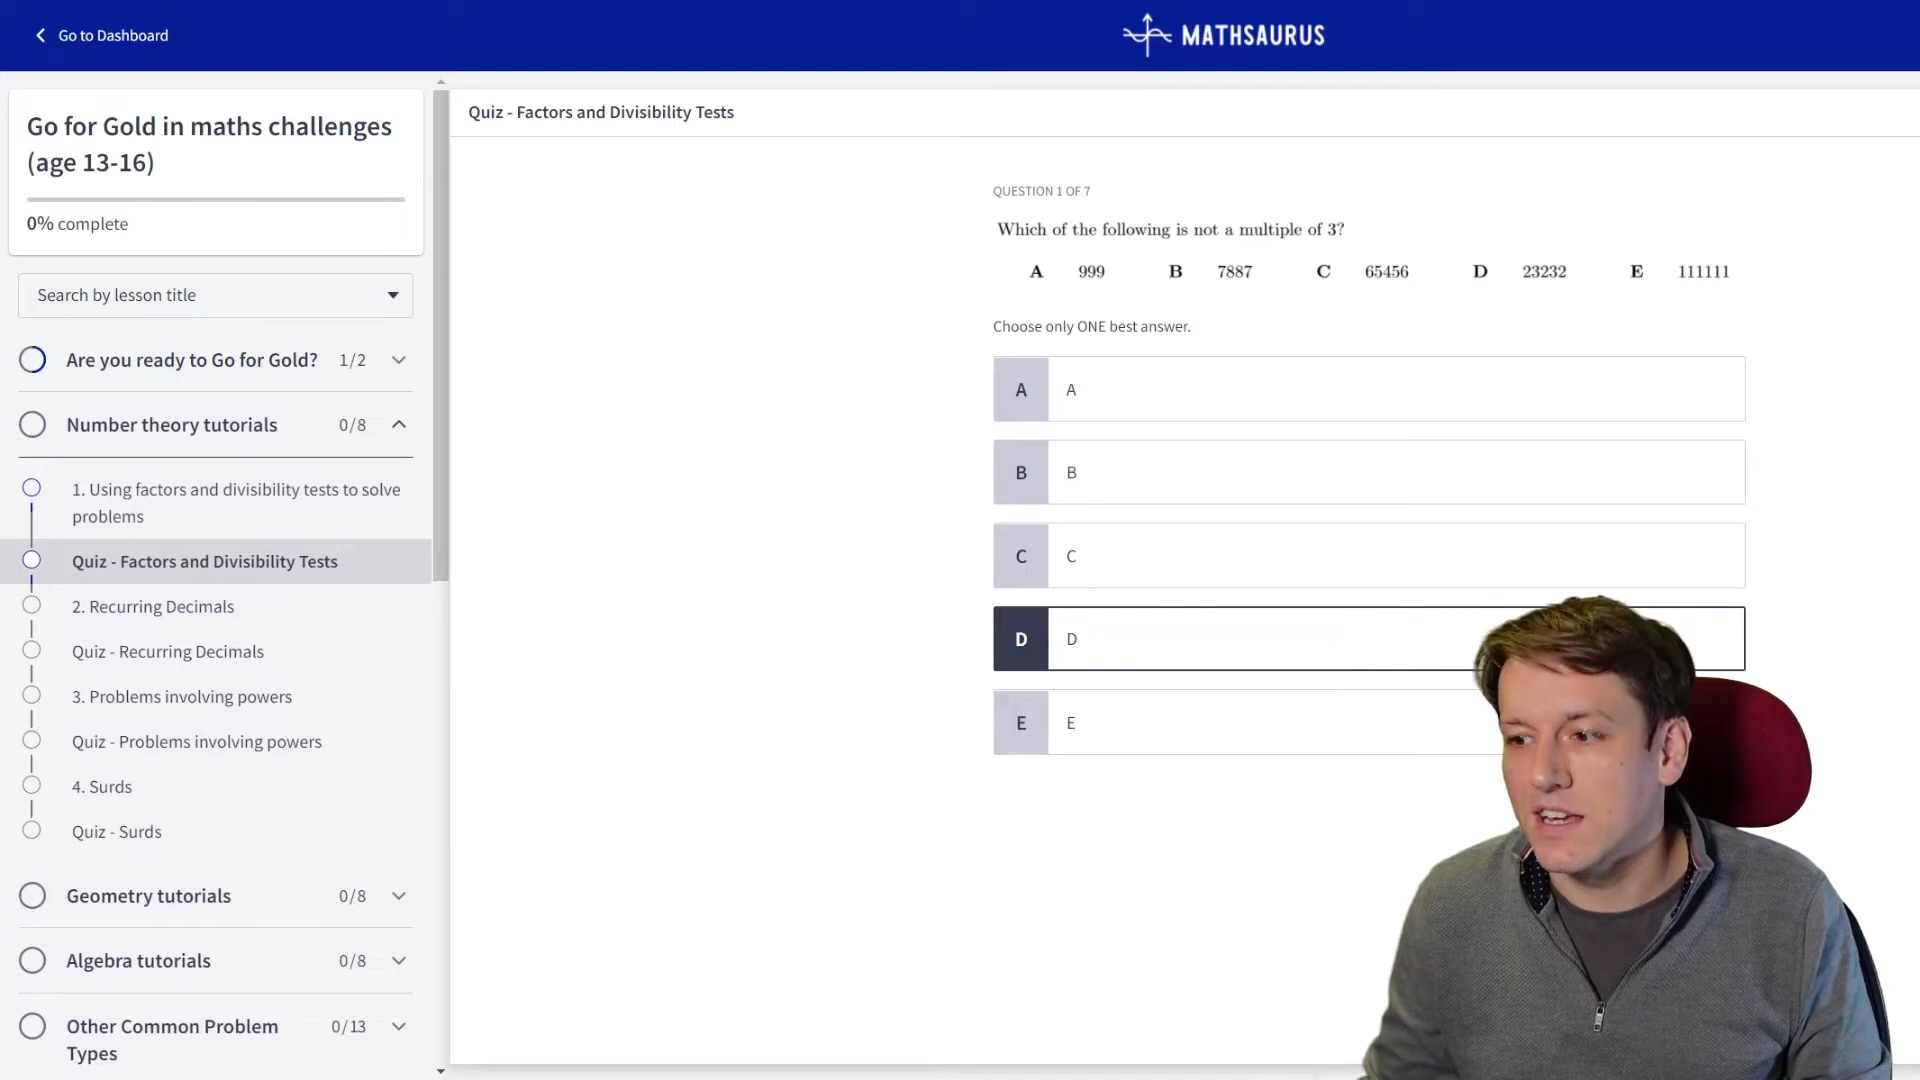 Go to Dashboard
MATHSAURUS
Go for Gold in maths challenges
(age 13-16)
0% complete
Search by lesson title
Are you ready to Go for Gold? 1/2
Number theory tutorials 0/8
1. Using factors and divisibility tests to solve
problems
Quiz - Factors and Divisibility Tests
2. Recurring Decimals
Quiz - Recurring Decimals
3. Problems involving powers
Quiz - Problems involving powers
4. Surds
Quiz - Surds
Geometry tutorials 0/8
Algebra tutorials 0/8
Other Common Problem 0/13
Types
Quiz - Factors and Divisibility Tests
QUESTION 1 OF 7
Which of the following is not a multiple of 3?
A 999 B 7887 C 65456 D 23232 E 111111
Choose only ONE best answer.
A A
B B
C C
D D
E E